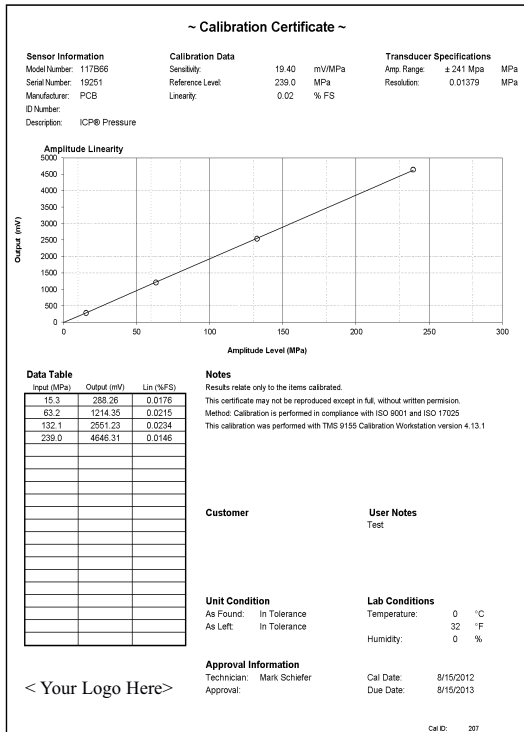 ~ Calibration Certificate ~
Sensor Information
Model Number: 117B66
Serial Number: 19251
Manufacturer: PCB
ID Number:
Description: ICP® Pressure
Calibration Data
Sensitivity: 19.40 mV/MPa
Reference Level: 239.0 MPa
Linearity: 0.02 % FS
Transducer Specifications
Amp. Range: ± 241 Mpa MPa
Resolution: 0.01379 MPa
Amplitude Linearity
Output (mV)
5000
4500
4000
3500
3000
2500
2000
1500
1000
500
0
0 50 100 150 200 250 300
Amplitude Level (MPa)
Data Table
Input (MPa) Output (mV) Lin (%FS)
15.3 288.26 0.0176
63.2 1214.35 0.0215
132.1 2551.23 0.0234
239.0 4646.31 0.0146
Notes
Results relate only to the items calibrated.
This certificate may not be reproduced except in full, without written permision.
Method: Calibration is performed in compliance with ISO 9001 and ISO 17025
This calibration was performed with TMS 9155 Calibration Workstation version 4.13.1
Customer
User Notes
Test
Unit Condition
As Found: In Tolerance
As Left: In Tolerance
Lab Conditions
Temperature: 0 °C
32 °F
Humidity: 0 %
Approval Information
Technician: Mark Schiefer
Approval:
Cal Date: 8/15/2012
Due Date: 8/15/2013
< Your Logo Here>
Cal ID: 207